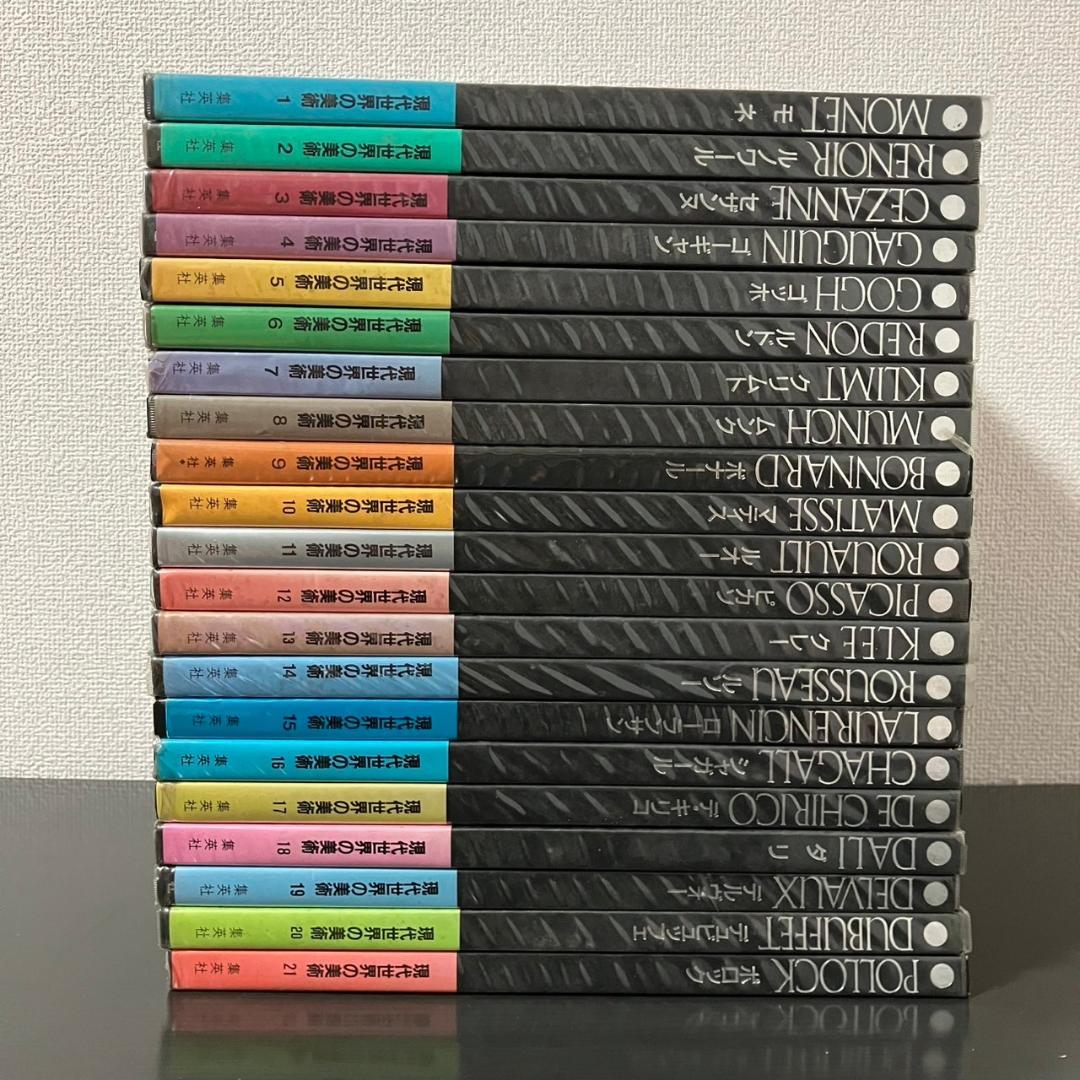 MONET モネ 現代世界の美術 1 集英社
RENOIR ルノワール 現代世界の美術 2 集英社
CEZANNE セザンヌ 現代世界の美術 3 集英社
GAUGUIN ゴーギャン 現代世界の美術 4 集英社
GOGH ゴッホ 現代世界の美術 5 集英社
REDON ルドン 現代世界の美術 6 集英社
KLIMT クリムト 現代世界の美術 7 集英社
MUNCH ムンク 現代世界の美術 8 集英社
BONNARD ボナール 現代世界の美術 9 集英社
MATISSE マティス 現代世界の美術 10 集英社
ROUAULT ルオー 現代世界の美術 11 集英社
PICASSO ピカソ 現代世界の美術 12 集英社
KLEE クレー 現代世界の美術 13 集英社
ROUSSEAU ルソー 現代世界の美術 14 集英社
LAURENCIN ローランサン 現代世界の美術 15 集英社
CHAGALL シャガール 現代世界の美術 16 集英社
DE CHIRICO デ・キリコ 現代世界の美術 17 集英社
DALI ダリ 現代世界の美術 18 集英社
DELVAUX デルヴォー 現代世界の美術 19 集英社
DUBUFFET デュビュッフェ 現代世界の美術 20 集英社
POLLOCK ポロック 現代世界の美術 21 集英社